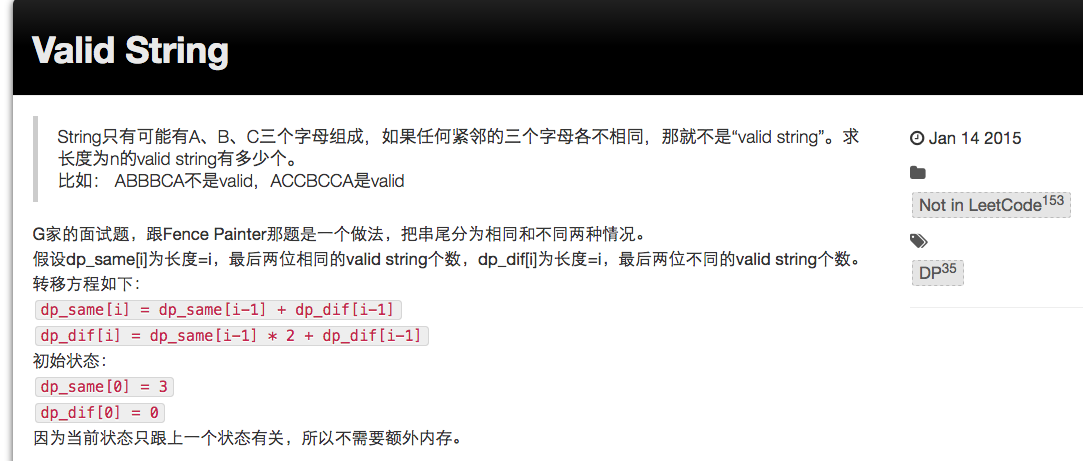 Valid String
String只有可能有A、B、C三个字母组成，如果任何紧邻的三个字母各不相同，那就不是“valid string”。求
长度为n的valid string有多少个。
比如： ABBBCA不是valid，ACCBCCA是valid
G家的面试题，跟Fence Painter那题是一个做法，把串尾分为相同和不同两种情况。
假设dp_same[i]为长度=i，最后两位相同的valid string个数，dp_dif[i]为长度=i，最后两位不同的valid string个数。
转移方程如下：
dp_same[i] = dp_same[i-1] + dp_dif[i-1]
dp_dif[i] = dp_same[i-1] * 2 + dp_dif[i-1]
初始状态：
dp_same[0] = 3
dp_dif[0] = 0
因为当前状态只跟上一个状态有关，所以不需要额外内存。
Jan 14 2015
Not in LeetCode153
DP35